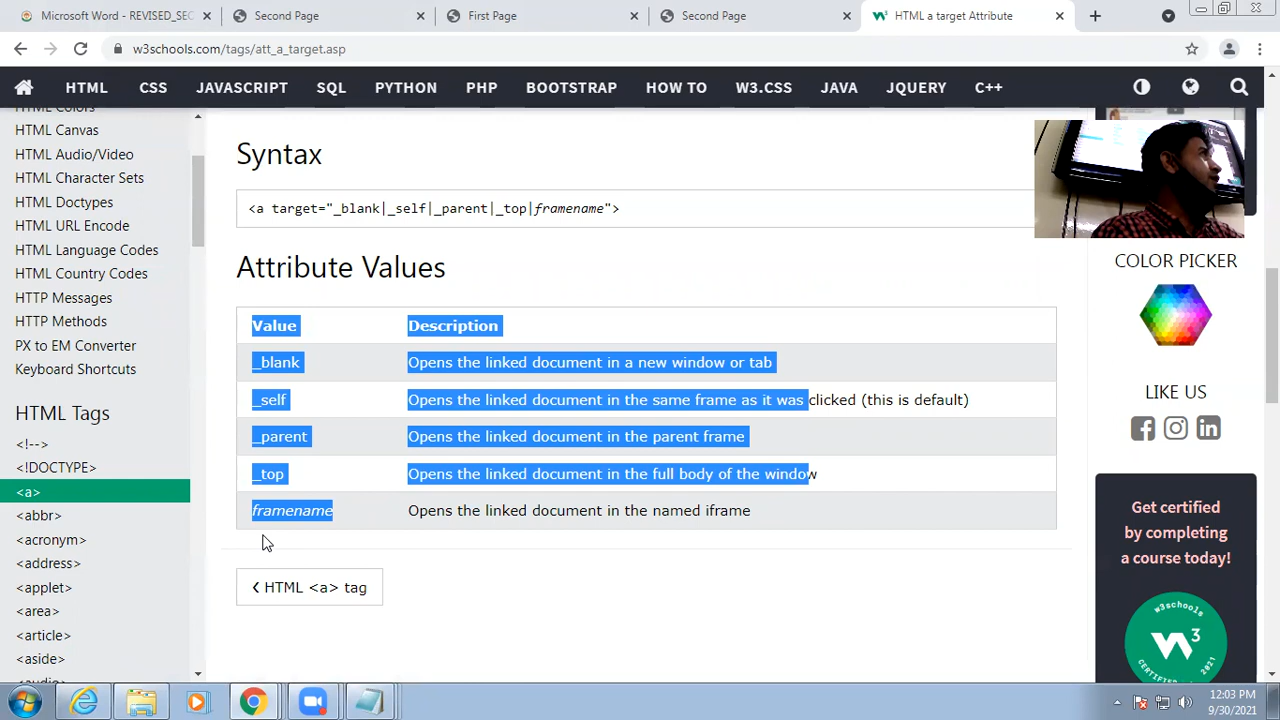 Microsoft Word - REVISED_SEC
Second Page
First Page
Second Page
HTML a target Attribute
w3schools.com/tags/att_a_target.asp
HTML CSS JAVASCRIPT SQL PYTHON PHP BOOTSTRAP HOW TO W3.CSS JAVA JQUERY C++
HTML Colors
HTML Canvas
HTML Audio/Video
HTML Character Sets
HTML Doctypes
HTML URL Encode
HTML Language Codes
HTML Country Codes
HTTP Messages
HTTP Methods
PX to EM Converter
Keyboard Shortcuts
HTML Tags
<!-->
<!DOCTYPE>
<a>
<abbr>
<acronym>
<address>
<applet>
<area>
<article>
<aside>
Syntax
<a target="_blank|_self|_parent|_top|framename">
Attribute Values
Value Description
_blank Opens the linked document in a new window or tab
_self Opens the linked document in the same frame as it was clicked (this is default)
_parent Opens the linked document in the parent frame
_top Opens the linked document in the full body of the window
framename Opens the linked document in the named iframe
❮ HTML <a> tag
COLOR PICKER
LIKE US
Get certified
by completing
a course today!
w3schools
CERTIFIED 2021
12:03 PM
9/30/2021